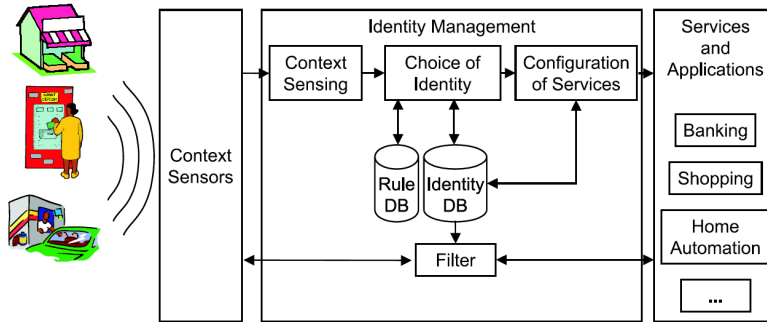 Identity Management
Services
and
Applications
Context
Sensing
Choice of
Identity
Configuration
of Services
Context
Sensors
Rule
DB
Identity
DB
Filter
Banking
Shopping
Home
Automation
...